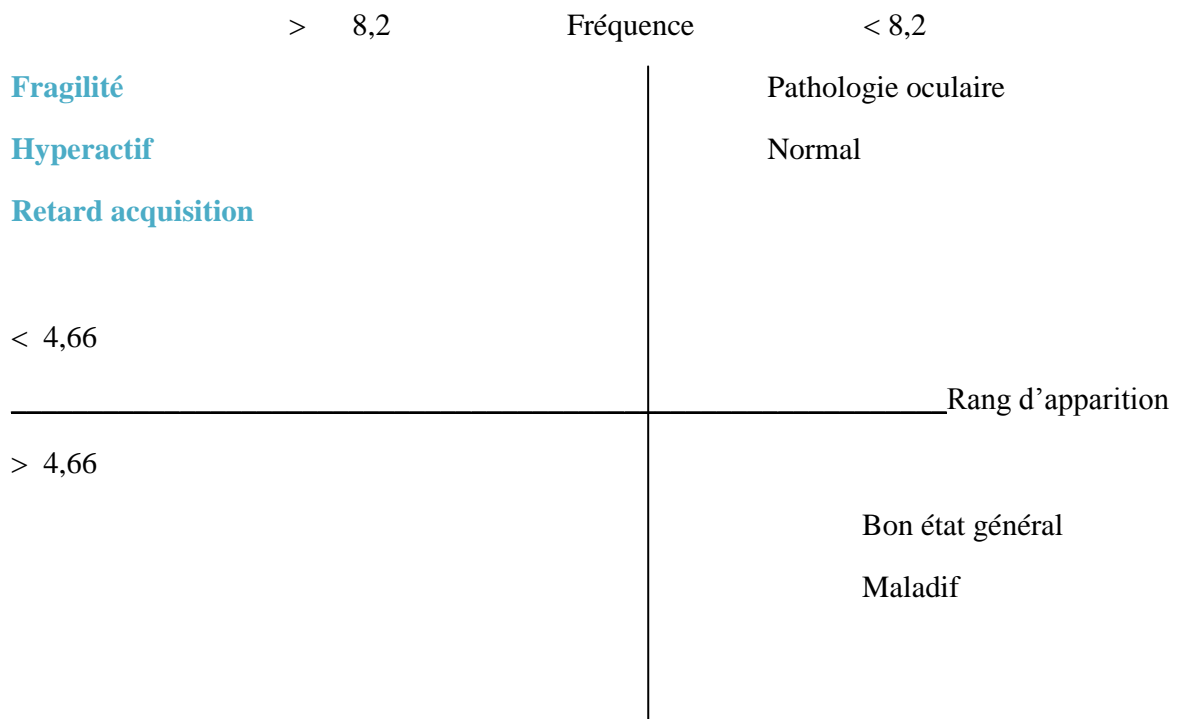 > 8,2 Fréquence < 8,2
Fragilité Pathologie oculaire
Hyperactif Normal
Retard acquisition
< 4,66
Rang d’apparition
> 4,66
Bon état général
Maladif